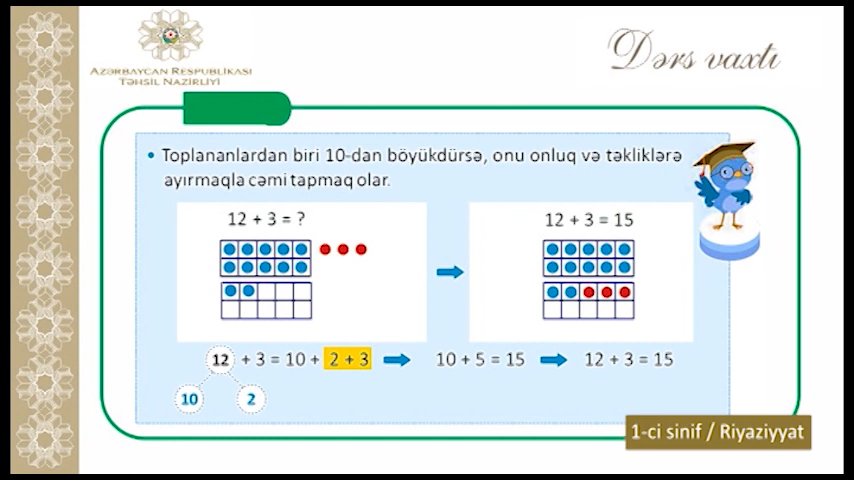 AZƏRBAYCAN RESPUBLİKASI
TƏHSİL NAZİRLİYİ
Dərs vaxtı
• Toplananlardan biri 10-dan böyükdürsə, onu onluq və təkliklərə
ayırmaqla cəmi tapmaq olar.
12 + 3 = ?
12 + 3 = 15
12 + 3 = 10 + 2 + 3
10 + 5 = 15
12 + 3 = 15
10
2
1-ci sinif / Riyaziyyat